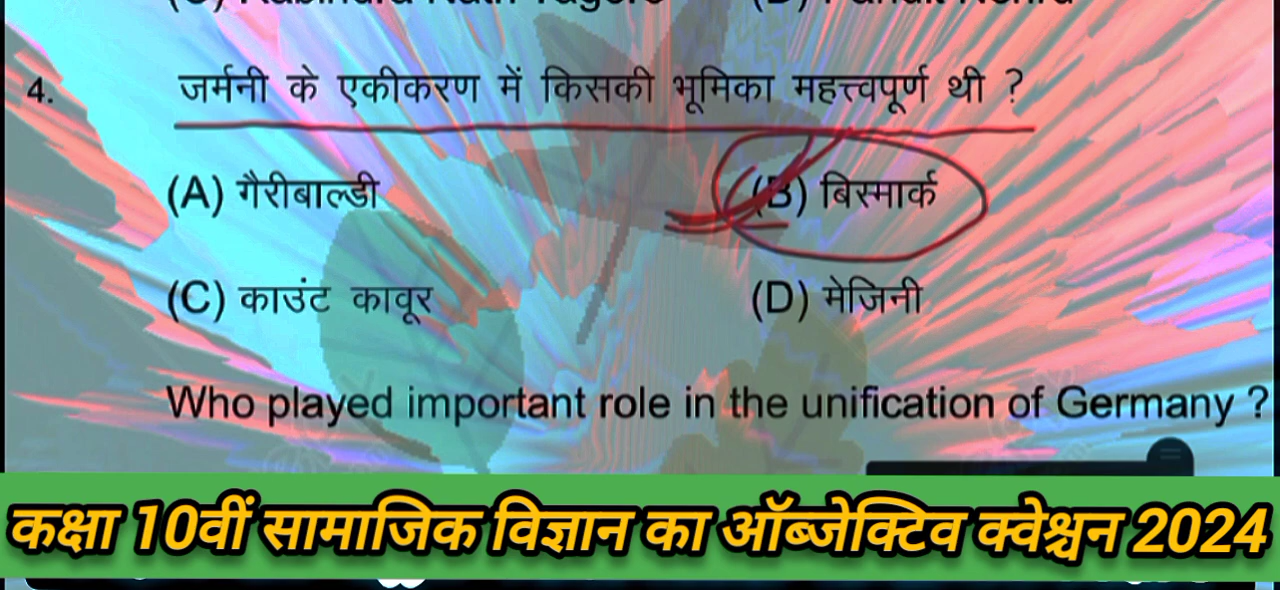 4. जर्मनी के एकीकरण में किसकी भूमिका महत्त्वपूर्ण थी ?
(A) गैरीबाल्डी (B) बिस्मार्क
(C) काउंट कावूर (D) मेजिनी
Who played important role in the unification of Germany ?
कक्षा 10वीं सामाजिक विज्ञान का ऑब्जेक्टिव क्वेश्चन 2024